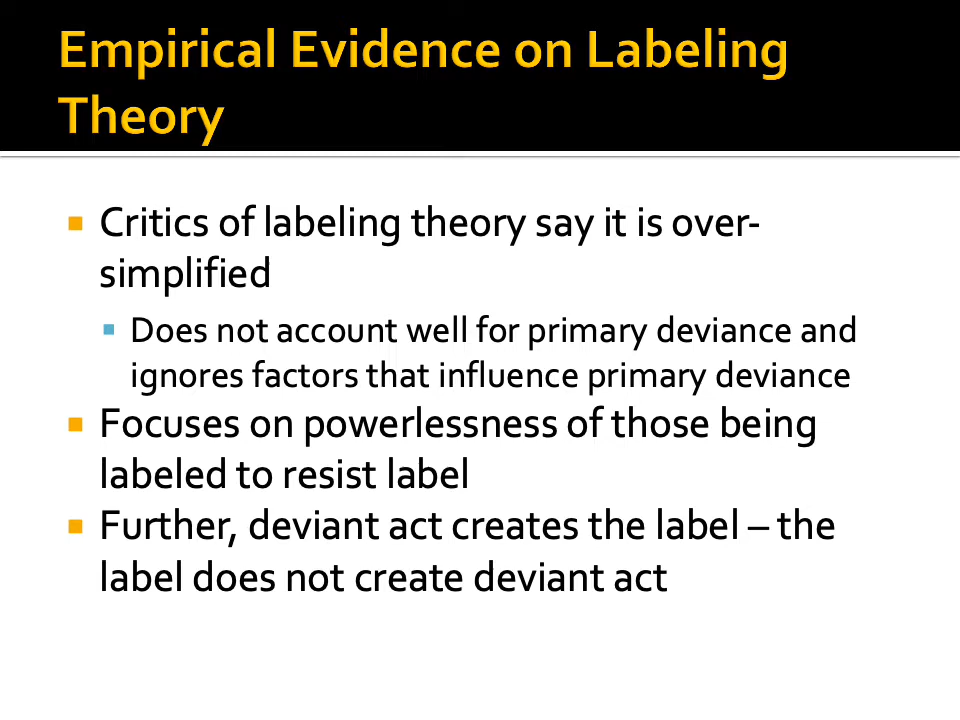 Empirical Evidence on Labeling
Theory
Critics of labeling theory say it is over-
simplified
Does not account well for primary deviance and
ignores factors that influence primary deviance
Focuses on powerlessness of those being
labeled to resist label
Further, deviant act creates the label – the
label does not create deviant act